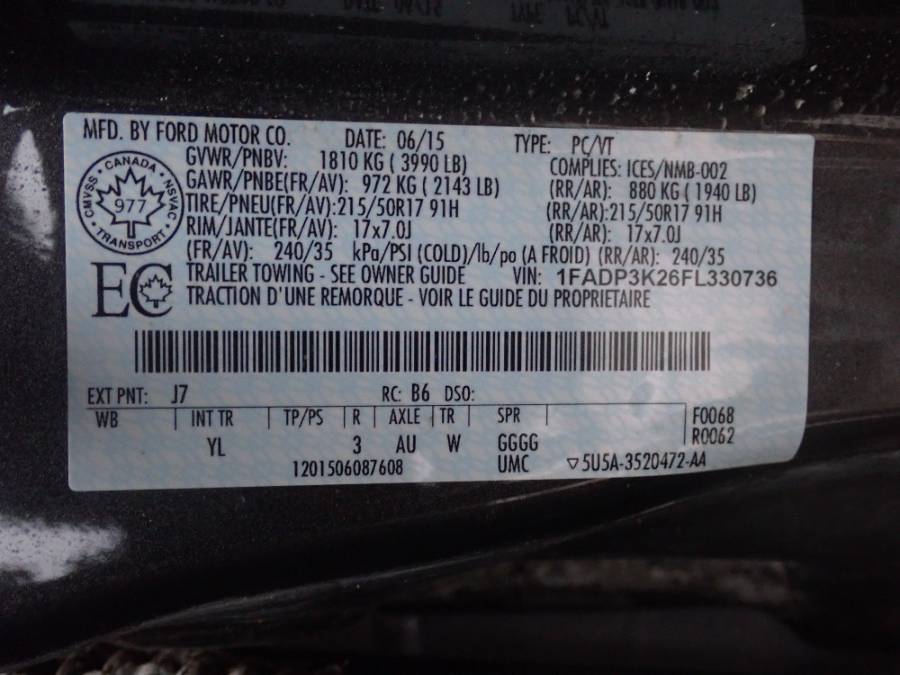 MFD. BY FORD MOTOR CO. DATE: 06/15 TYPE: PC/VT
GVWR/PNBV: 1810 KG ( 3990 LB) COMPLIES: ICES/NMB-002
GAWR/PNBE(FR/AV): 972 KG ( 2143 LB) (RR/AR): 880 KG ( 1940 LB)
TIRE/PNEU(FR/AV):215/50R17 91H (RR/AR):215/50R17 91H
RIM/JANTE(FR/AV): 17x7.0J (RR/AR): 17x7.0J
(FR/AV): 240/35 kPa/PSI (COLD)/lb/po (A FROID) (RR/AR): 240/35
TRAILER TOWING - SEE OWNER GUIDE VIN: 1FADP3K26FL330736
TRACTION D'UNE REMORQUE - VOIR LE GUIDE DU PROPRIETAIRE
CANADA
CMVSS NSVAC
977
TRANSPORT
EC
EXT PNT: J7 RC: B6 DSO:
WB INT TR TP/PS R AXLE TR SPR F0068
YL 3 AU W GGGG R0062
1201506087608 UMC ▽5U5A-3520472-AA